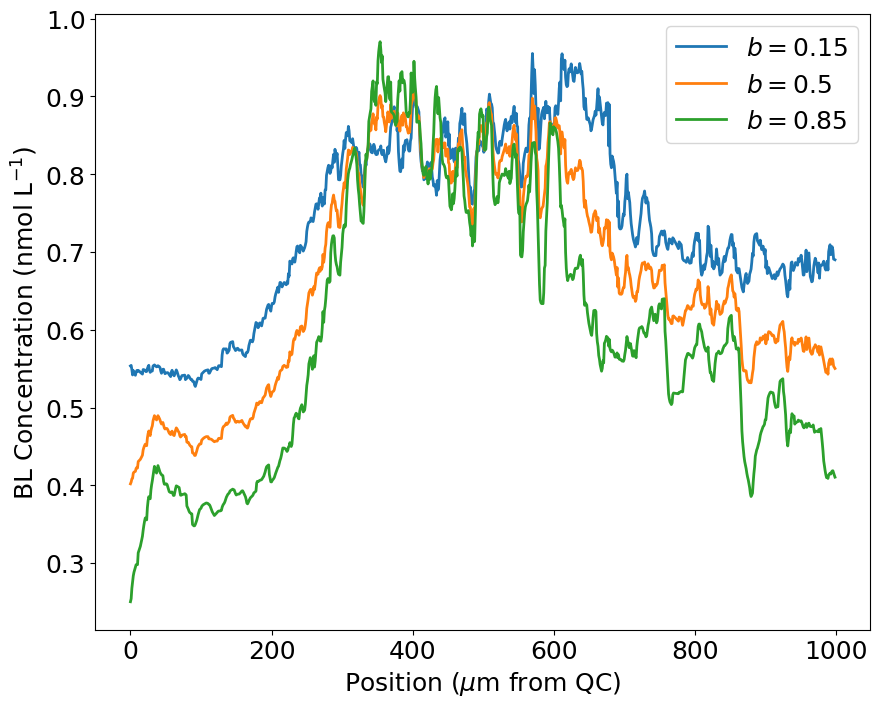 1.0
0.9
0.8
0.7
0.6
0.5
0.4
0.3
BL Concentration (nmol L⁻¹)
b = 0.15
b = 0.5
b = 0.85
0 200 400 600 800 1000
Position (μm from QC)